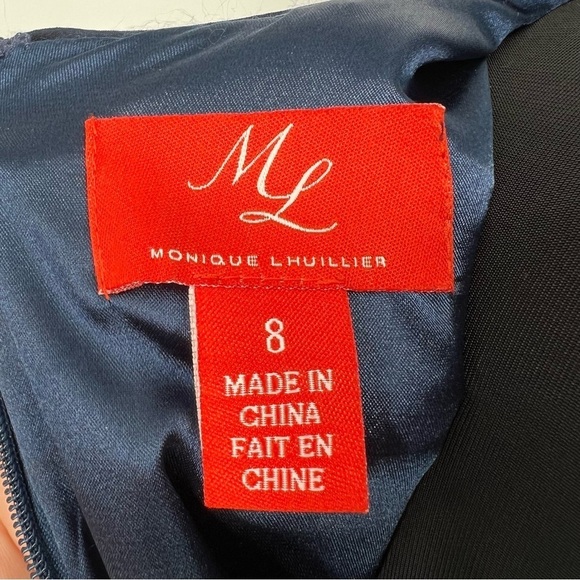 ML
MONIQUE LHUILLIER
8
MADE IN
CHINA
FAIT EN
CHINE